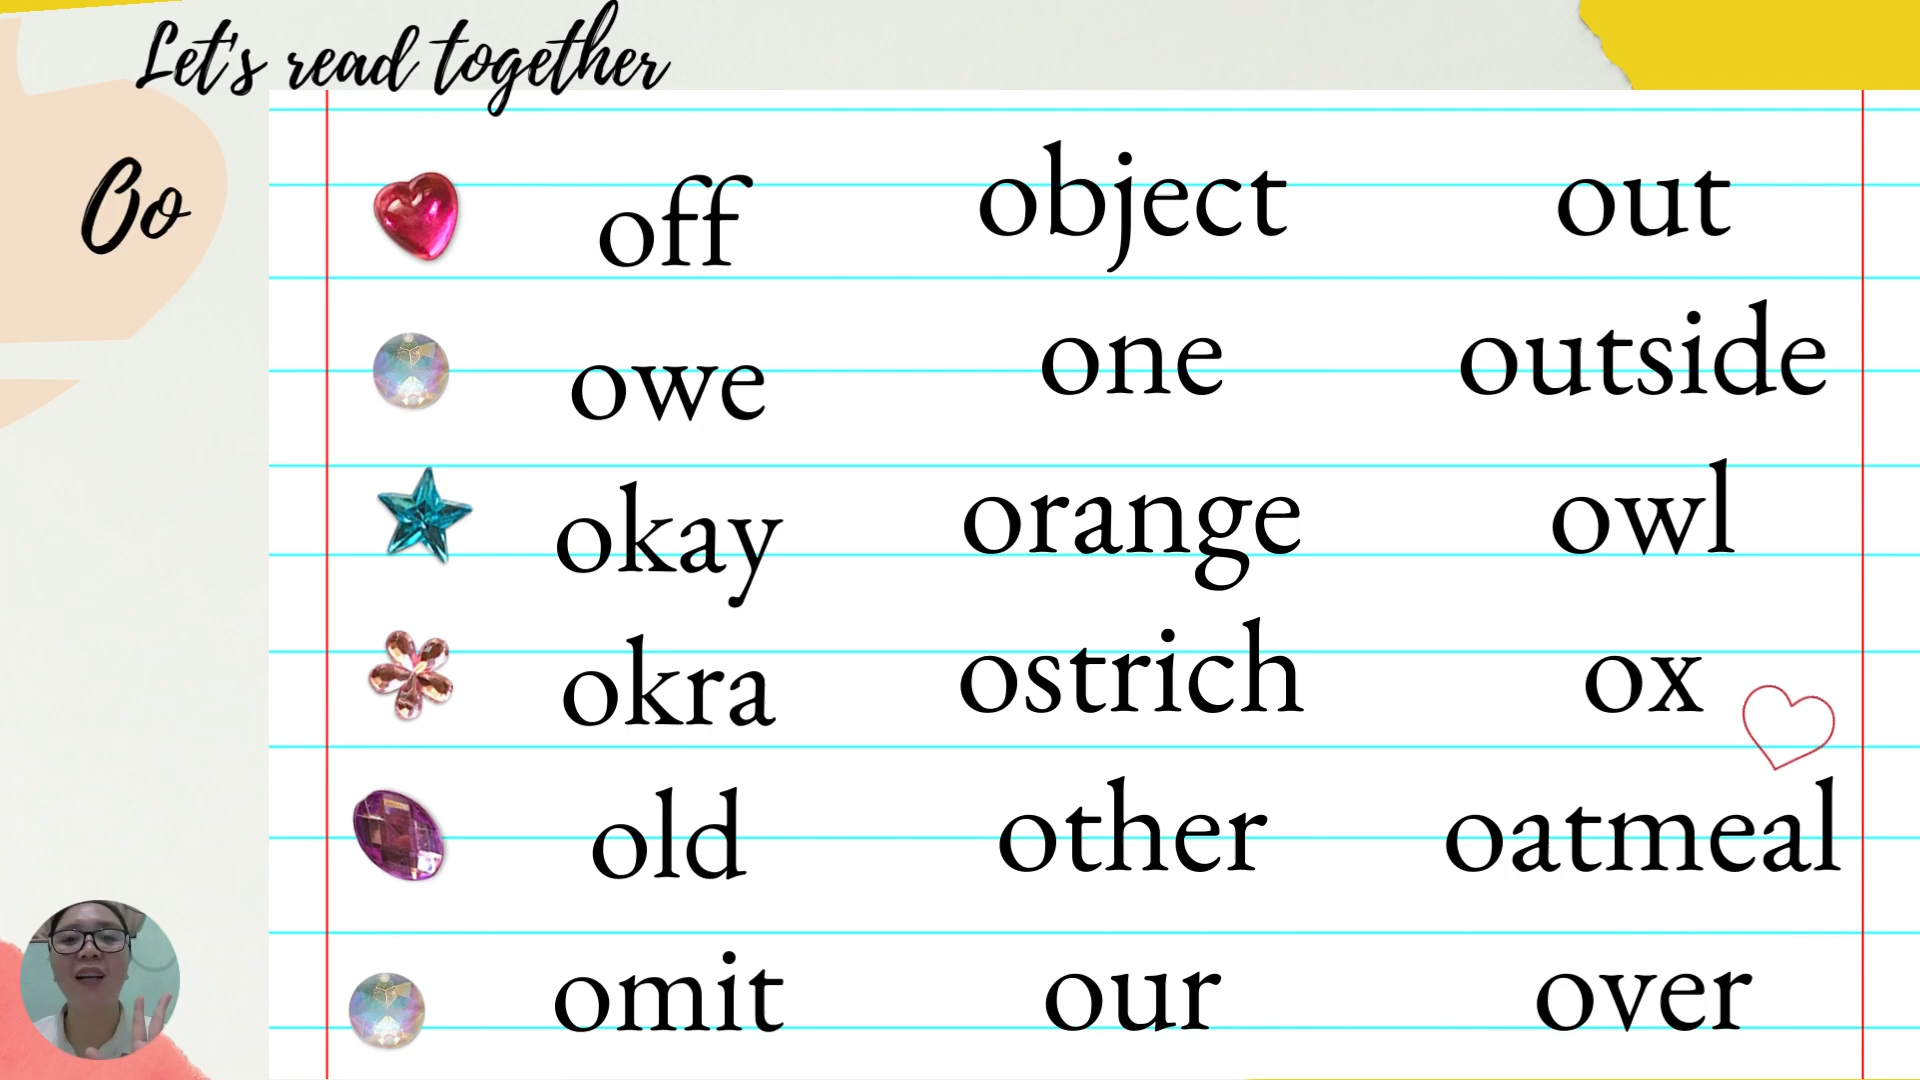 Let's read together
Oo
off object out
owe one outside
okay orange owl
okra ostrich ox
old other oatmeal
omit our over